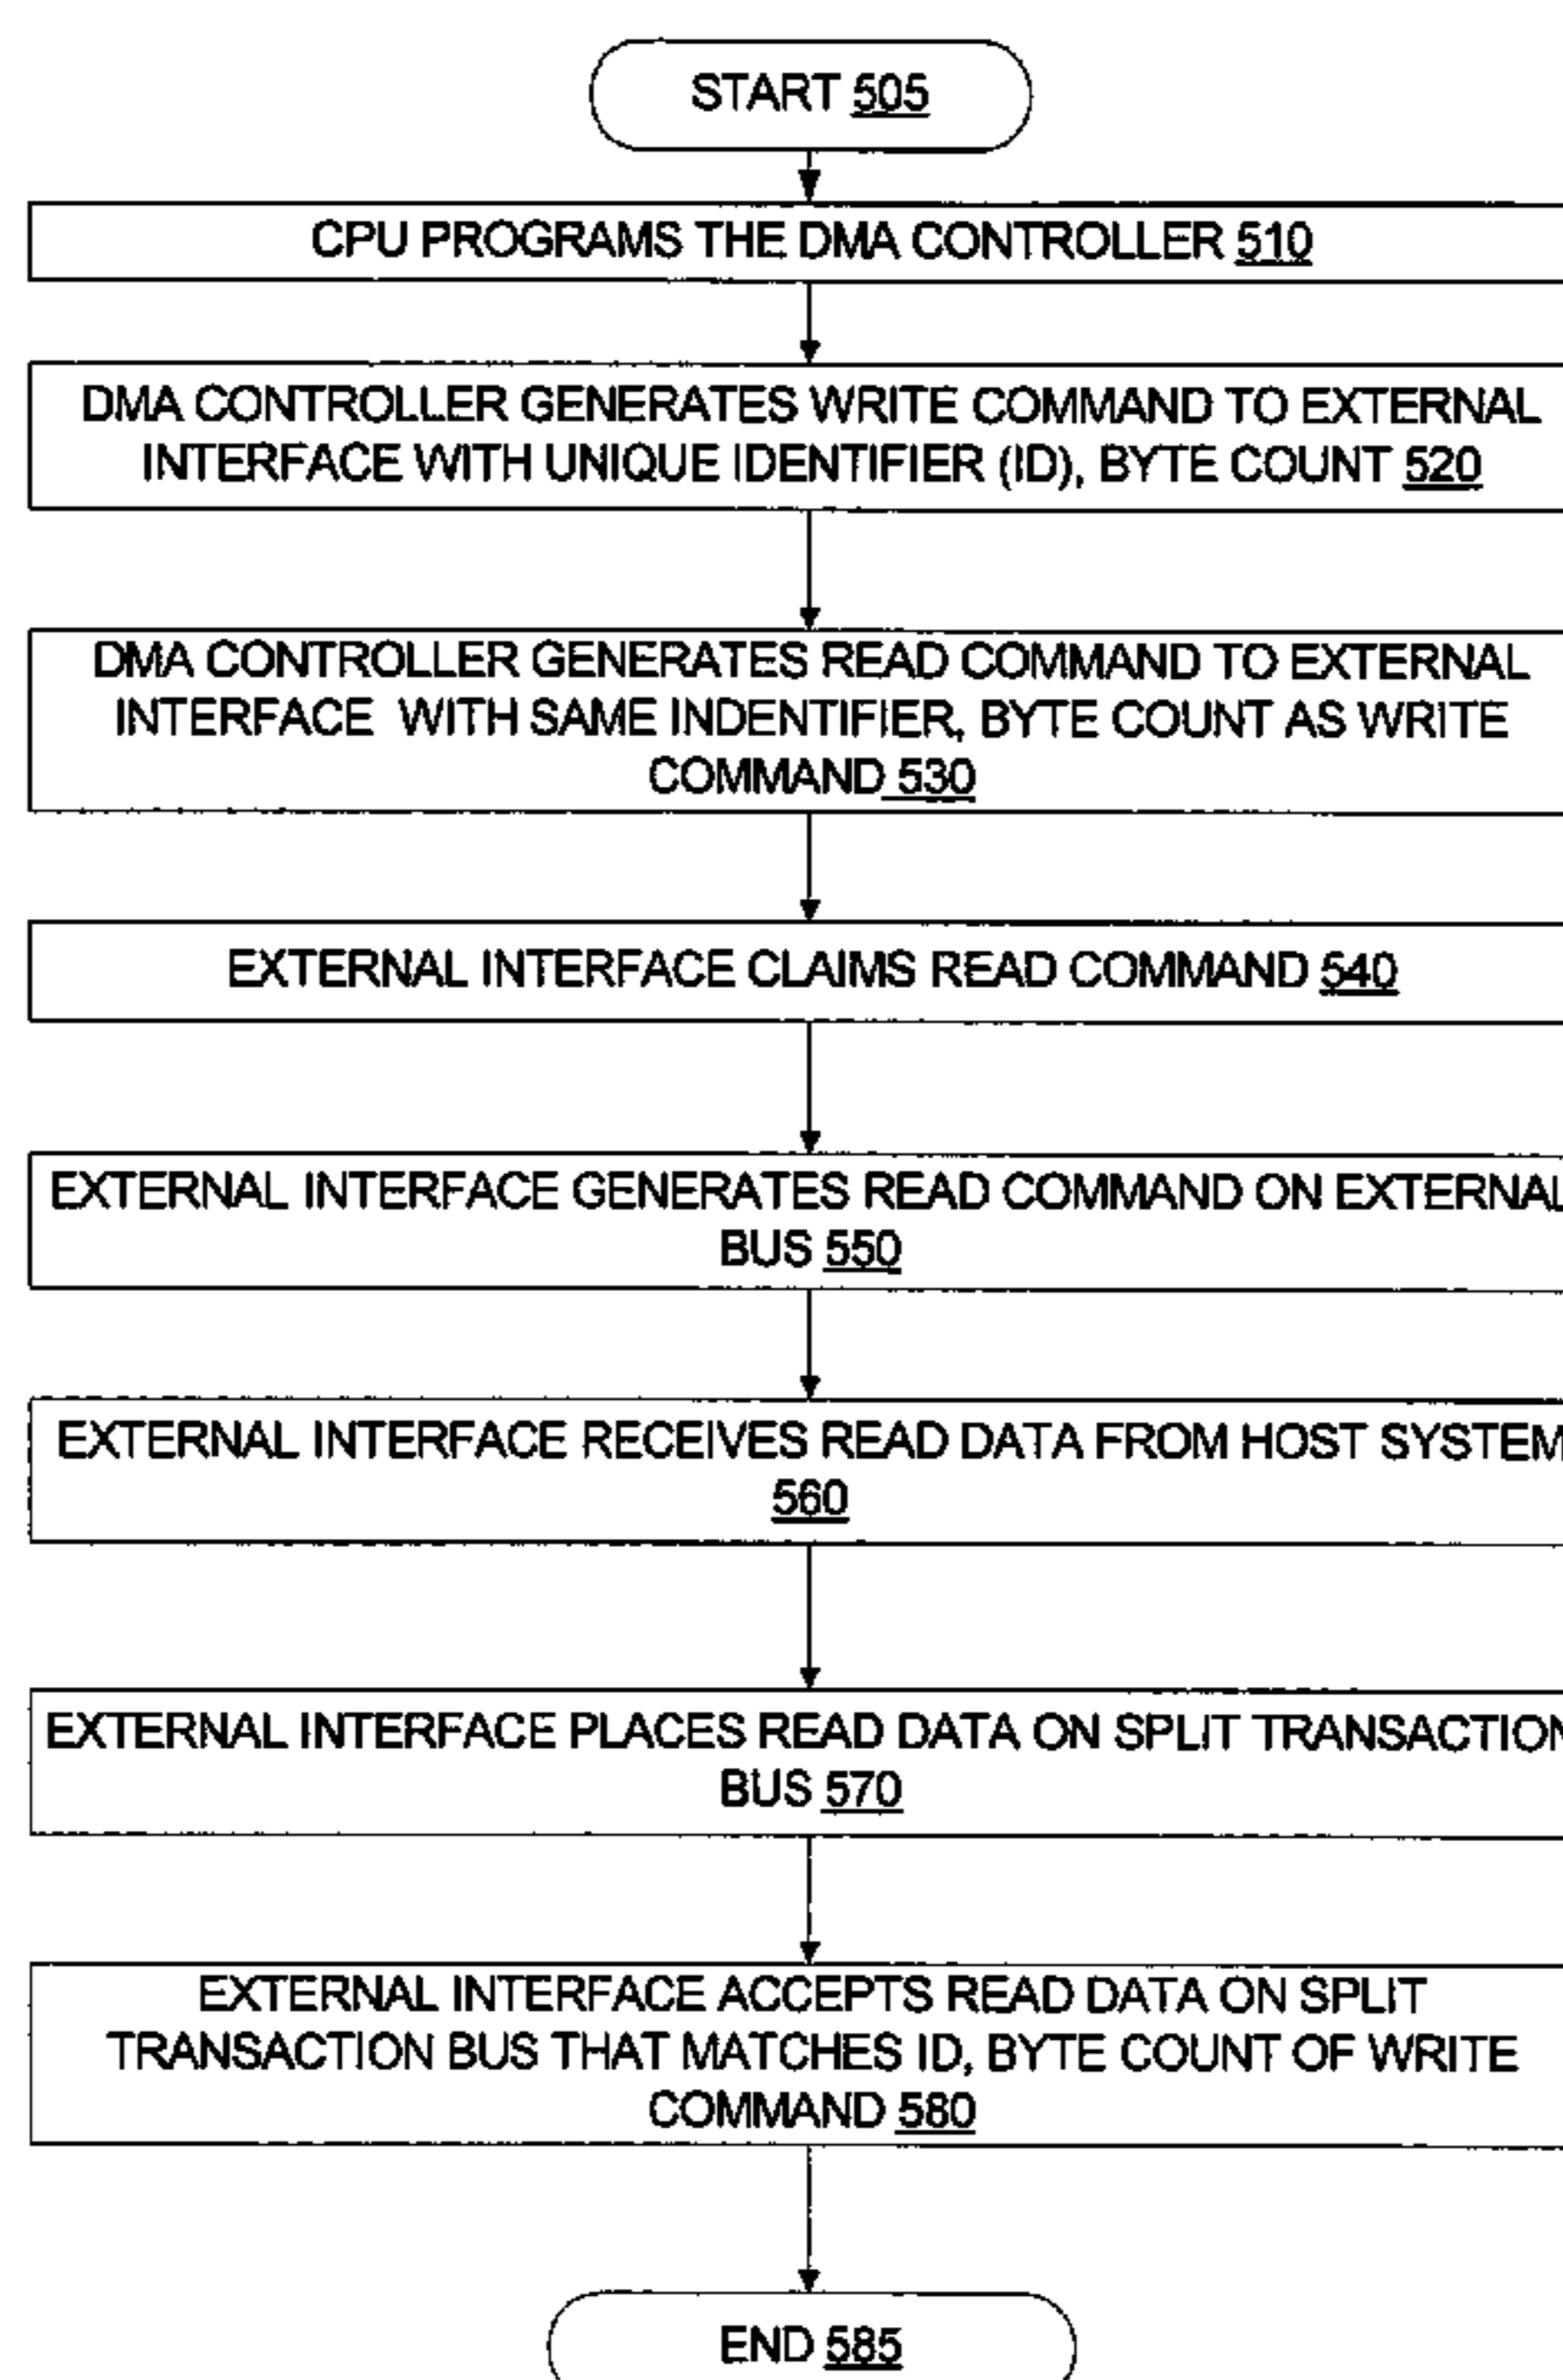 START 505
CPU PROGRAMS THE DMA CONTROLLER 510
DMA CONTROLLER GENERATES WRITE COMMAND TO EXTERNAL
INTERFACE WITH UNIQUE IDENTIFIER (ID), BYTE COUNT 520
DMA CONTROLLER GENERATES READ COMMAND TO EXTERNAL
INTERFACE WITH SAME INDENTIFIER, BYTE COUNT AS WRITE
COMMAND 530
EXTERNAL INTERFACE CLAIMS READ COMMAND 540
EXTERNAL INTERFACE GENERATES READ COMMAND ON EXTERNAL
BUS 550
EXTERNAL INTERFACE RECEIVES READ DATA FROM HOST SYSTEM
560
EXTERNAL INTERFACE PLACES READ DATA ON SPLIT TRANSACTION
BUS 570
EXTERNAL INTERFACE ACCEPTS READ DATA ON SPLIT
TRANSACTION BUS THAT MATCHES ID, BYTE COUNT OF WRITE
COMMAND 580
END 585